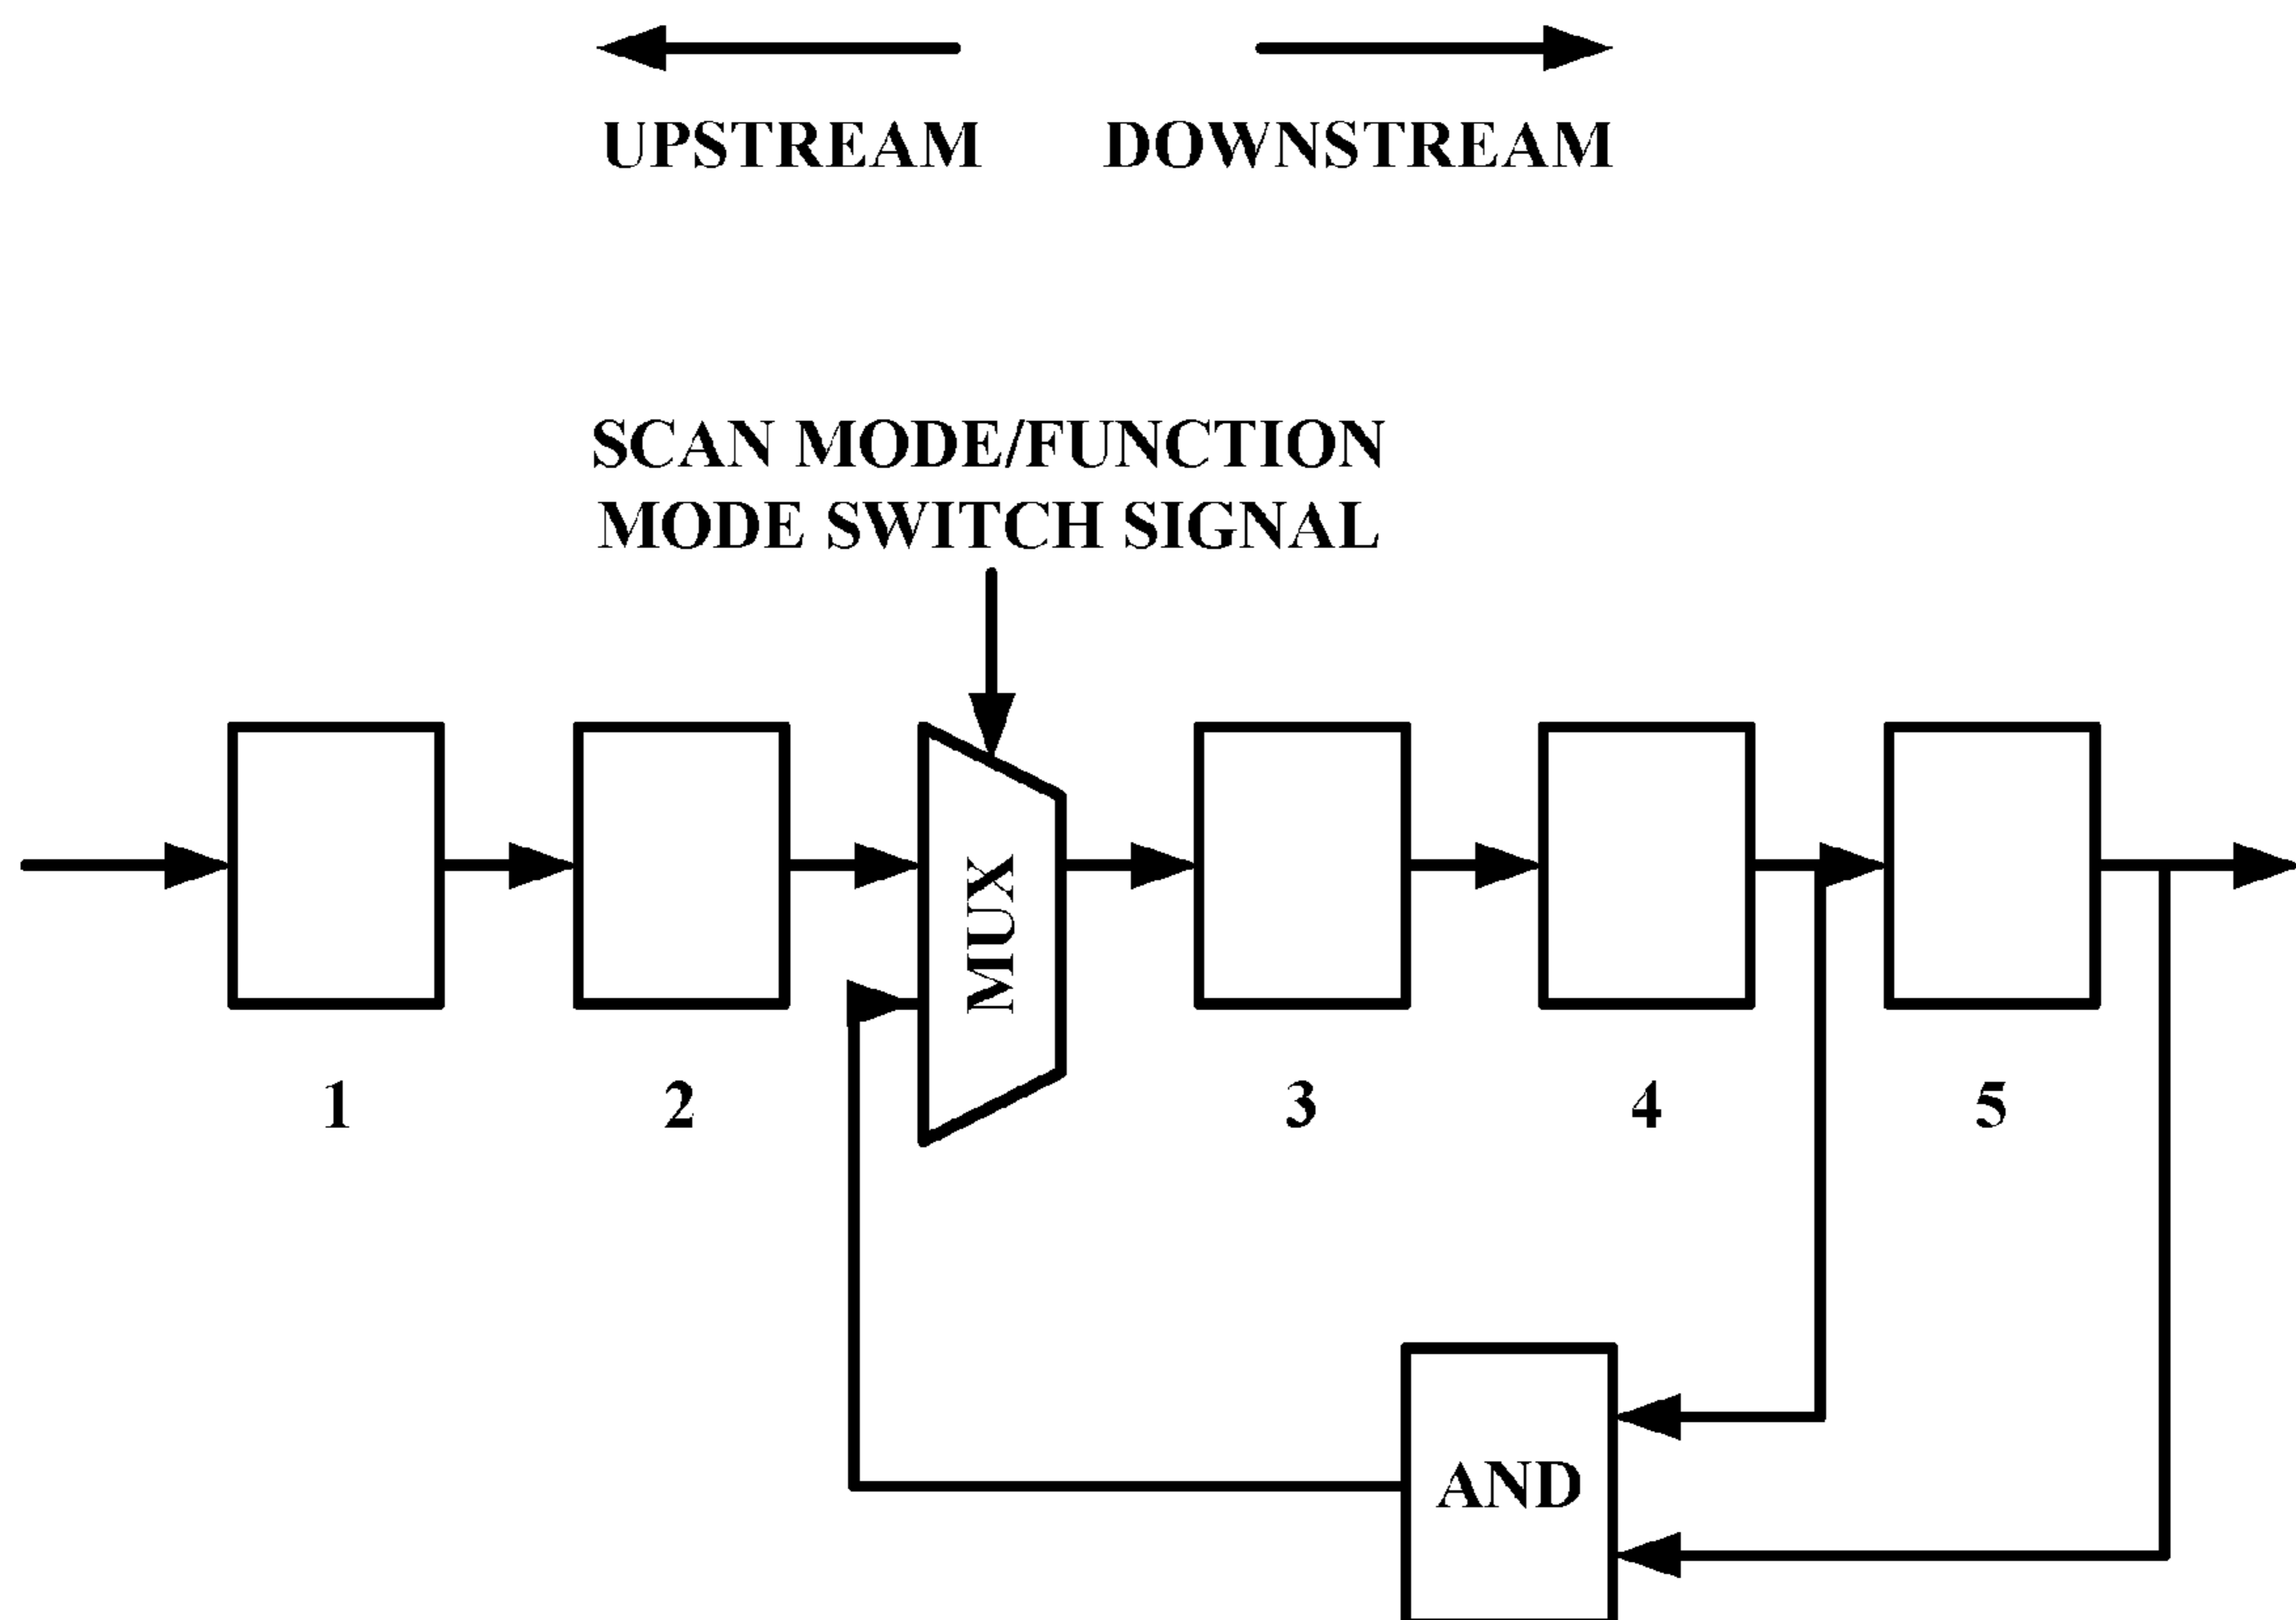 UPSTREAM
DOWNSTREAM
SCAN MODE/FUNCTION
MODE SWITCH SIGNAL
MUX
1
2
3
4
5
AND